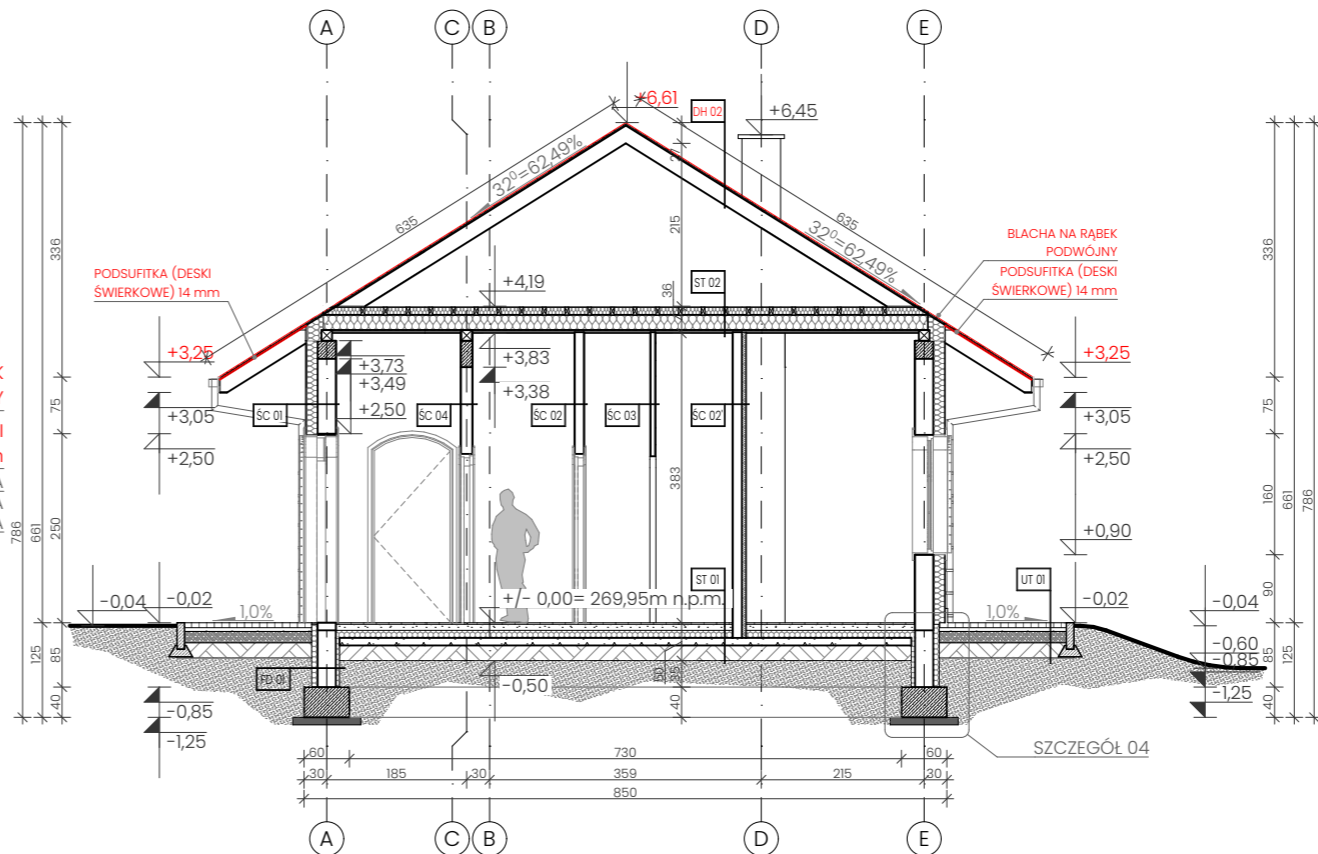 A
C
B
D
E
+6,61
DH 02
+6,45
32⁰=62,49%
635
32⁰=62,49%
635
BLACHA NA RĄBEK
PODWÓJNY
PODSUFITKA (DESKI
ŚWIERKOWE) 14 mm
PODSUFITKA (DESKI
ŚWIERKOWE) 14 mm
215
36
ST 02
+4,19
+3,25
+3,73
+3,49
+2,50
+3,83
+3,38
ŚC 01
ŚC 04
ŚC 02
ŚC 03
ŚC 02'
383
+3,05
+2,50
+3,25
+3,05
+2,50
+0,90
336
75
250
661
786
125
85
40
336
75
160
90
661
786
85
125
40
ST 01
UT 01
+/- 0,00= 269,95m n.p.m.
-0,04
-0,02
1,0%
1,0%
-0,02
-0,04
-0,60
-0,85
-1,25
FD 01
-0,50
50
35
40
-0,85
-1,25
SZCZEGÓŁ 04
60
730
60
30
185
30
359
215
30
850
A
C
B
D
E